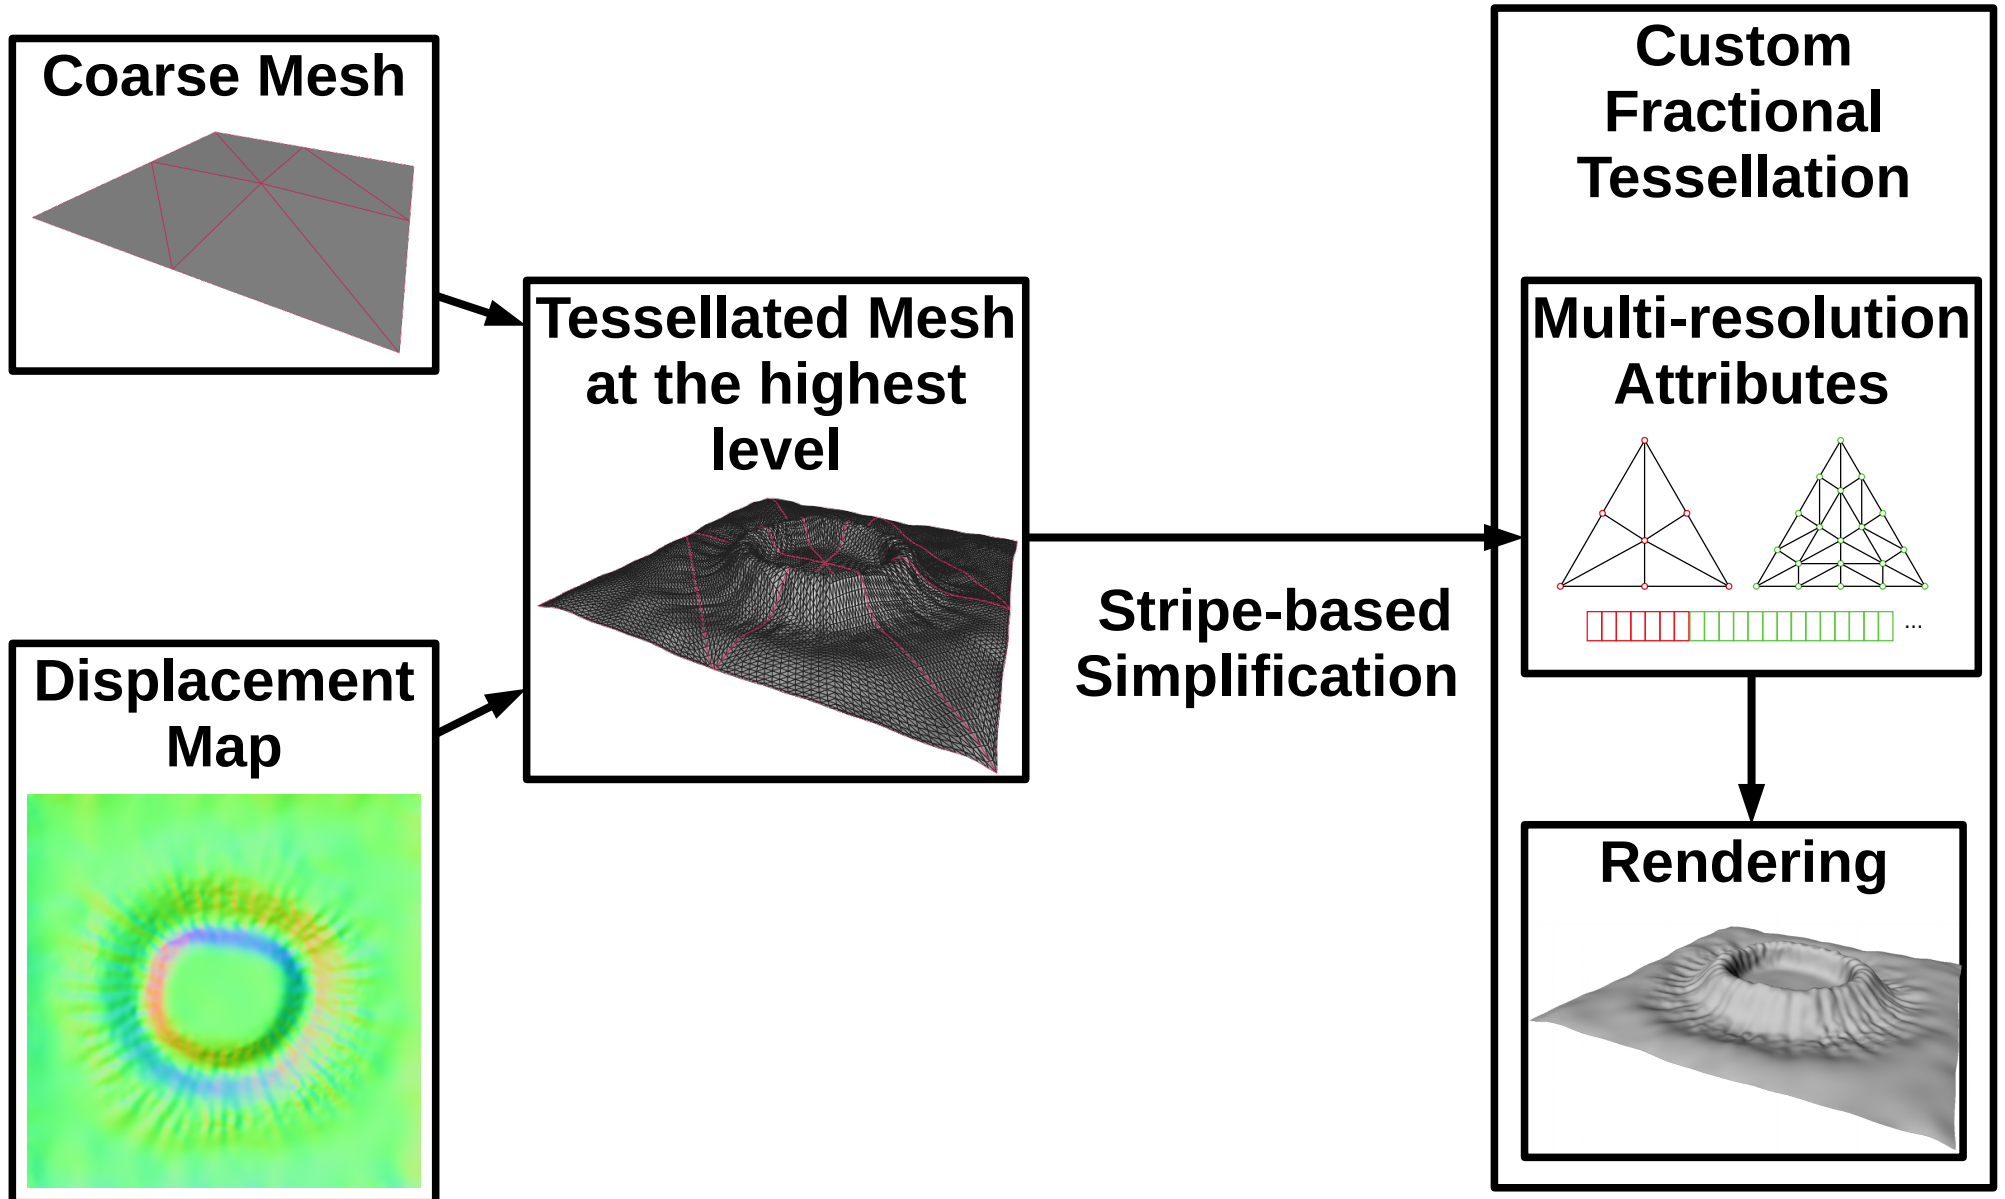 Coarse Mesh
Displacement
Map
Tessellated Mesh
at the highest
level
Stripe-based
Simplification
Custom
Fractional
Tessellation
Multi-resolution
Attributes
...
Rendering